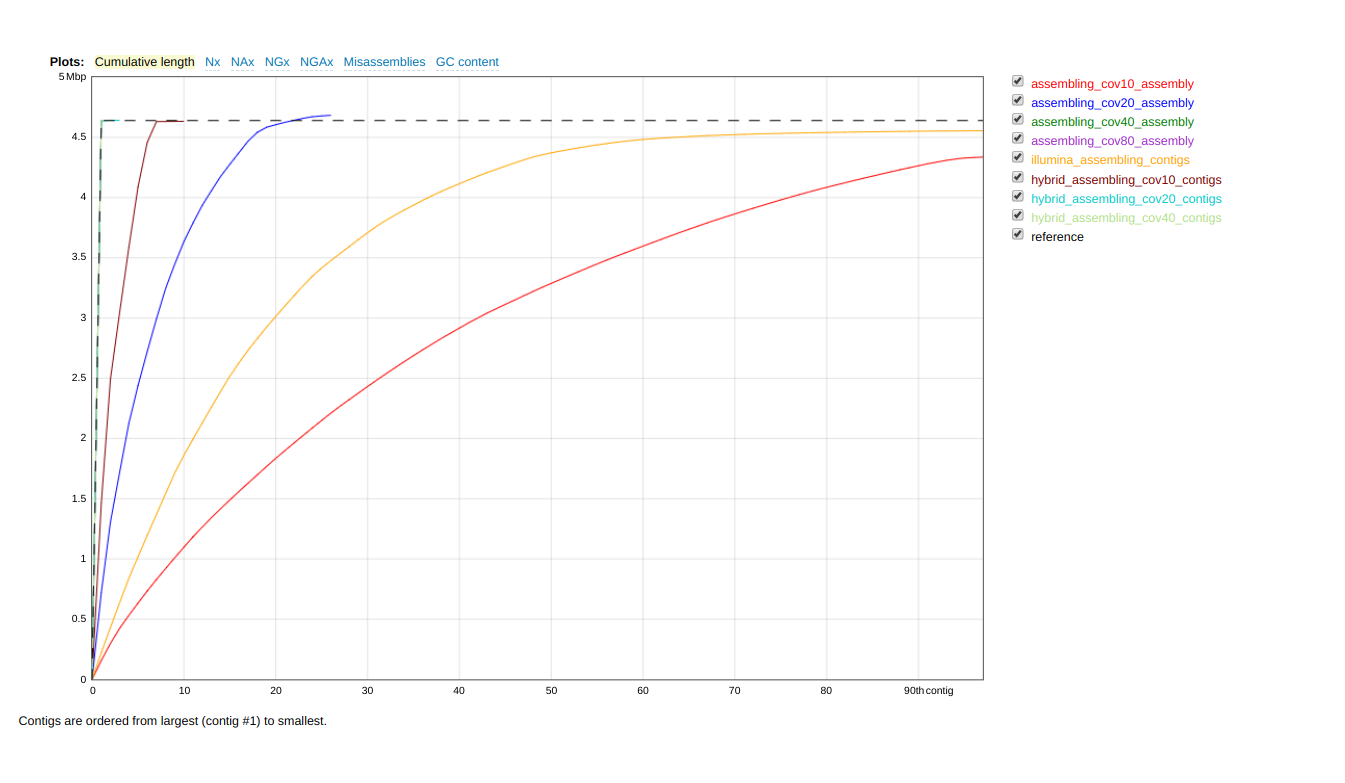 Plots: Cumulative length Nx NAx NGx NGAx Misassemblies GC content
5 Mbp
4.5
4
3.5
3
2.5
2
1.5
1
0.5
0
0 10 20 30 40 50 60 70 80 90th contig
assembling_cov10_assembly
assembling_cov20_assembly
assembling_cov40_assembly
assembling_cov80_assembly
illumina_assembling_contigs
hybrid_assembling_cov10_contigs
hybrid_assembling_cov20_contigs
hybrid_assembling_cov40_contigs
reference
Contigs are ordered from largest (contig #1) to smallest.